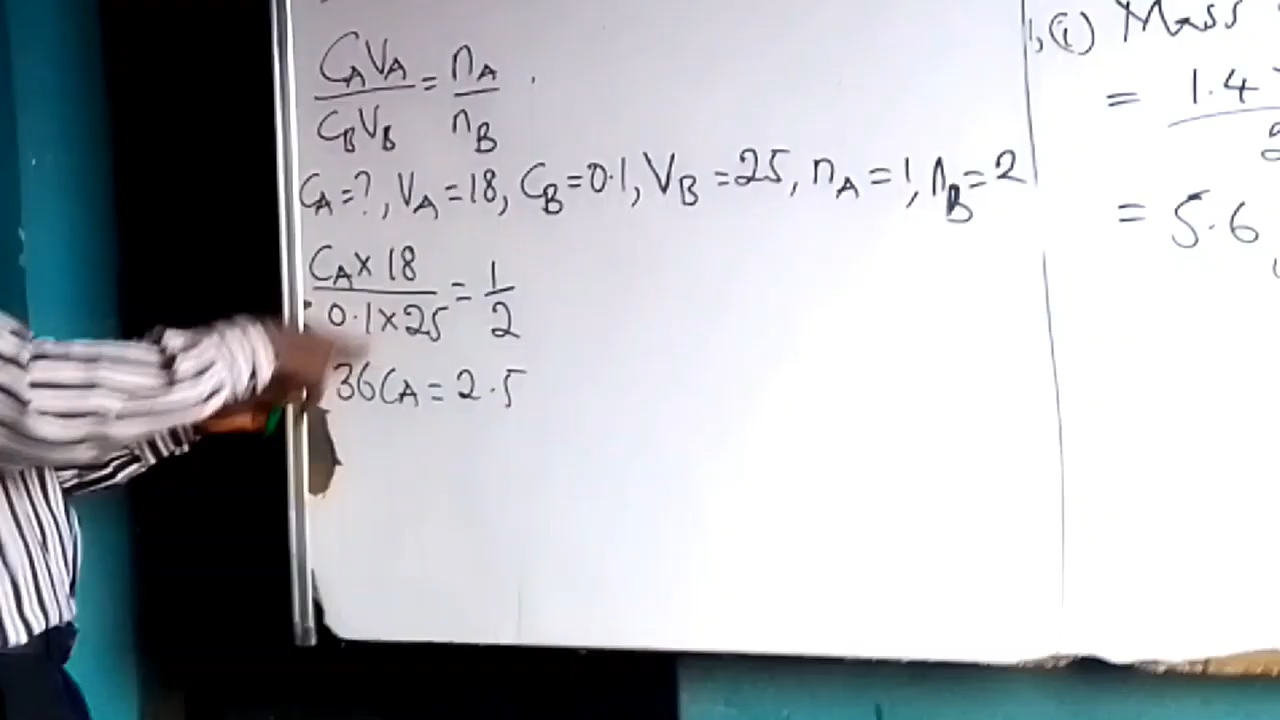 CAVA/CBVB = nA/nB
CA=?, VA=18, CB=0.1, VB=25, nA=1, nB=2
CA×18/0.1×25 = 1/2
36CA=2.5
1,(i) Mass
= 1.4
= 5.6